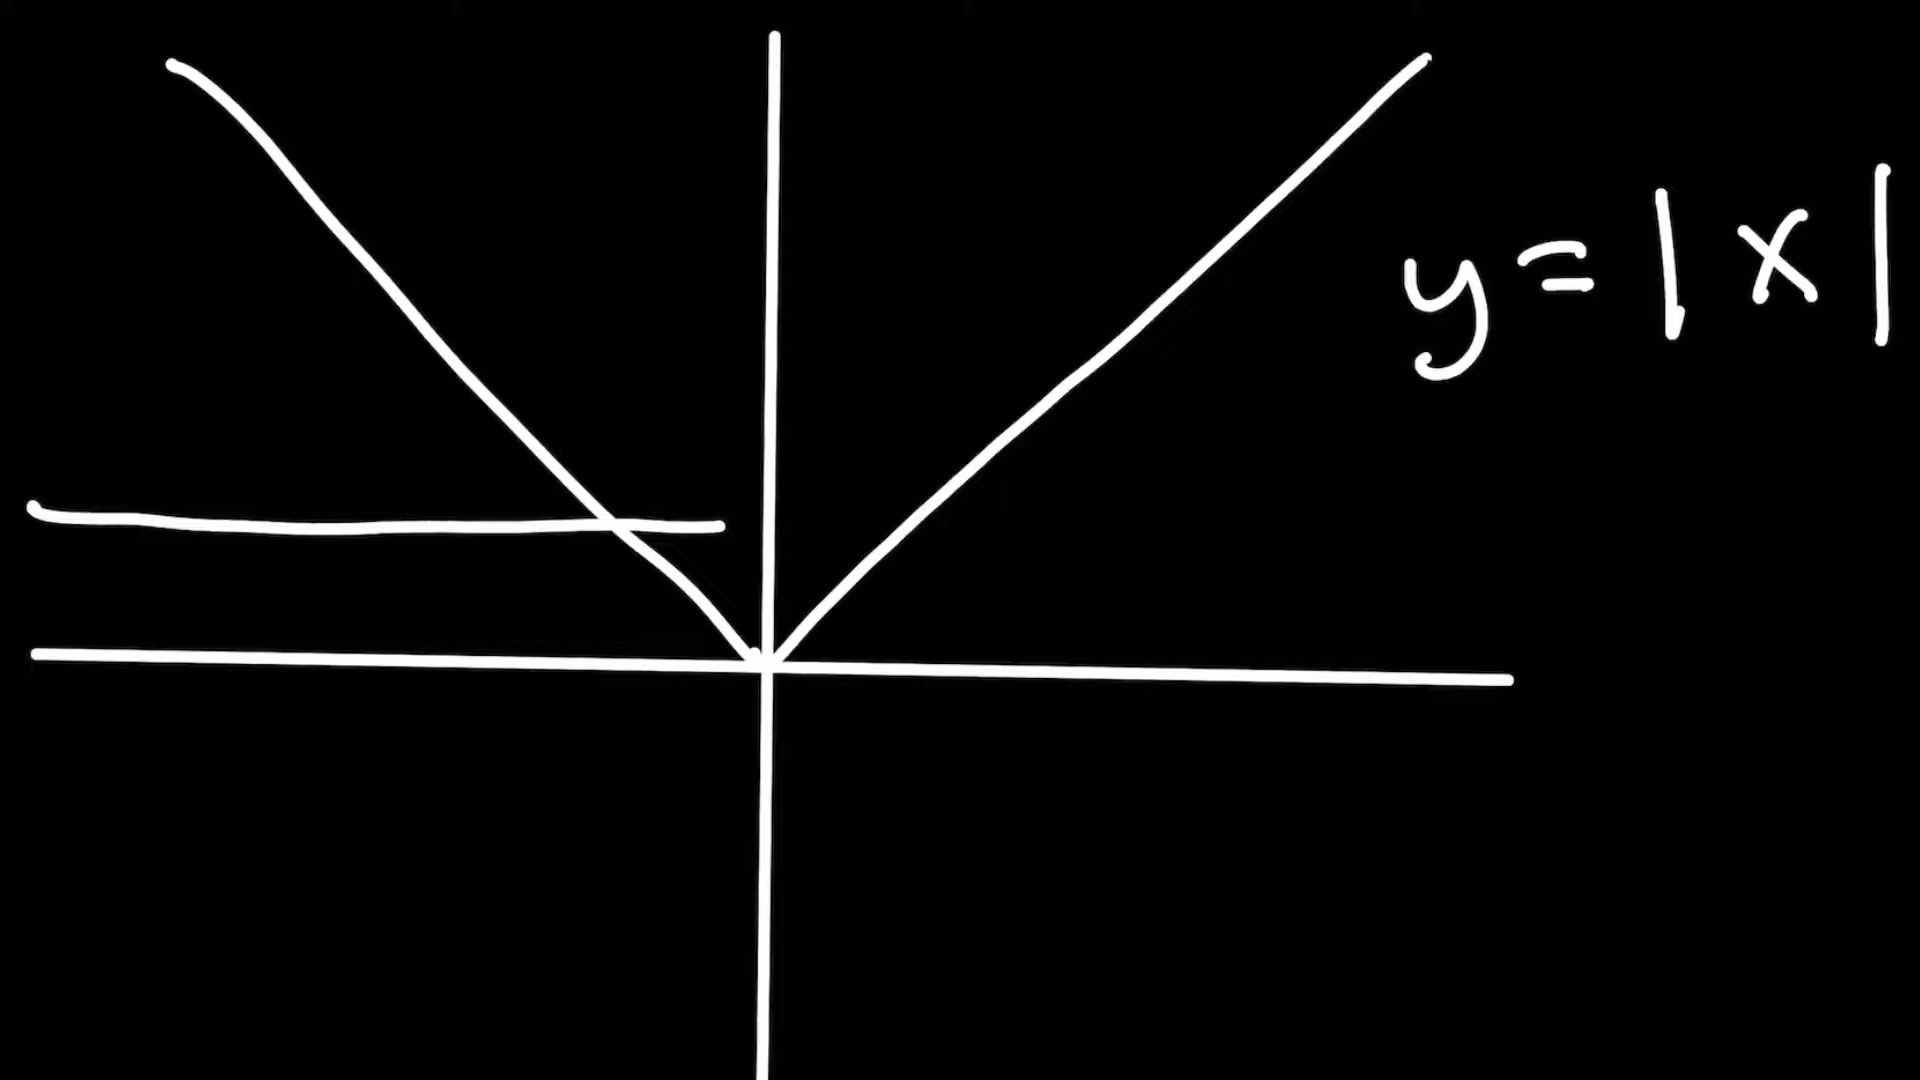 y = |x|